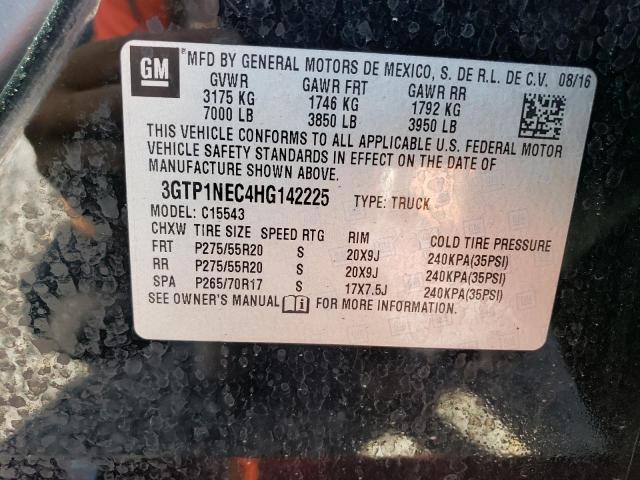 GM
® MFD BY GENERAL MOTORS DE MEXICO, S. DE R.L. DE C.V. 08/16
GVWR GAWR FRT GAWR RR
3175 KG 1746 KG 1792 KG
7000 LB 3850 LB 3950 LB
THIS VEHICLE CONFORMS TO ALL APPLICABLE U.S. FEDERAL MOTOR
VEHICLE SAFETY STANDARDS IN EFFECT ON THE DATE OF
MANUFACTURE SHOWN ABOVE.
3GTP1NEC4HG142225 TYPE: TRUCK
MODEL: C15543
CHXW TIRE SIZE SPEED RTG RIM COLD TIRE PRESSURE
FRT P275/55R20 S 20X9J 240KPA(35PSI)
RR P275/55R20 S 20X9J 240KPA(35PSI)
SPA P265/70R17 S 17X7.5J 240KPA(35PSI)
SEE OWNER'S MANUAL